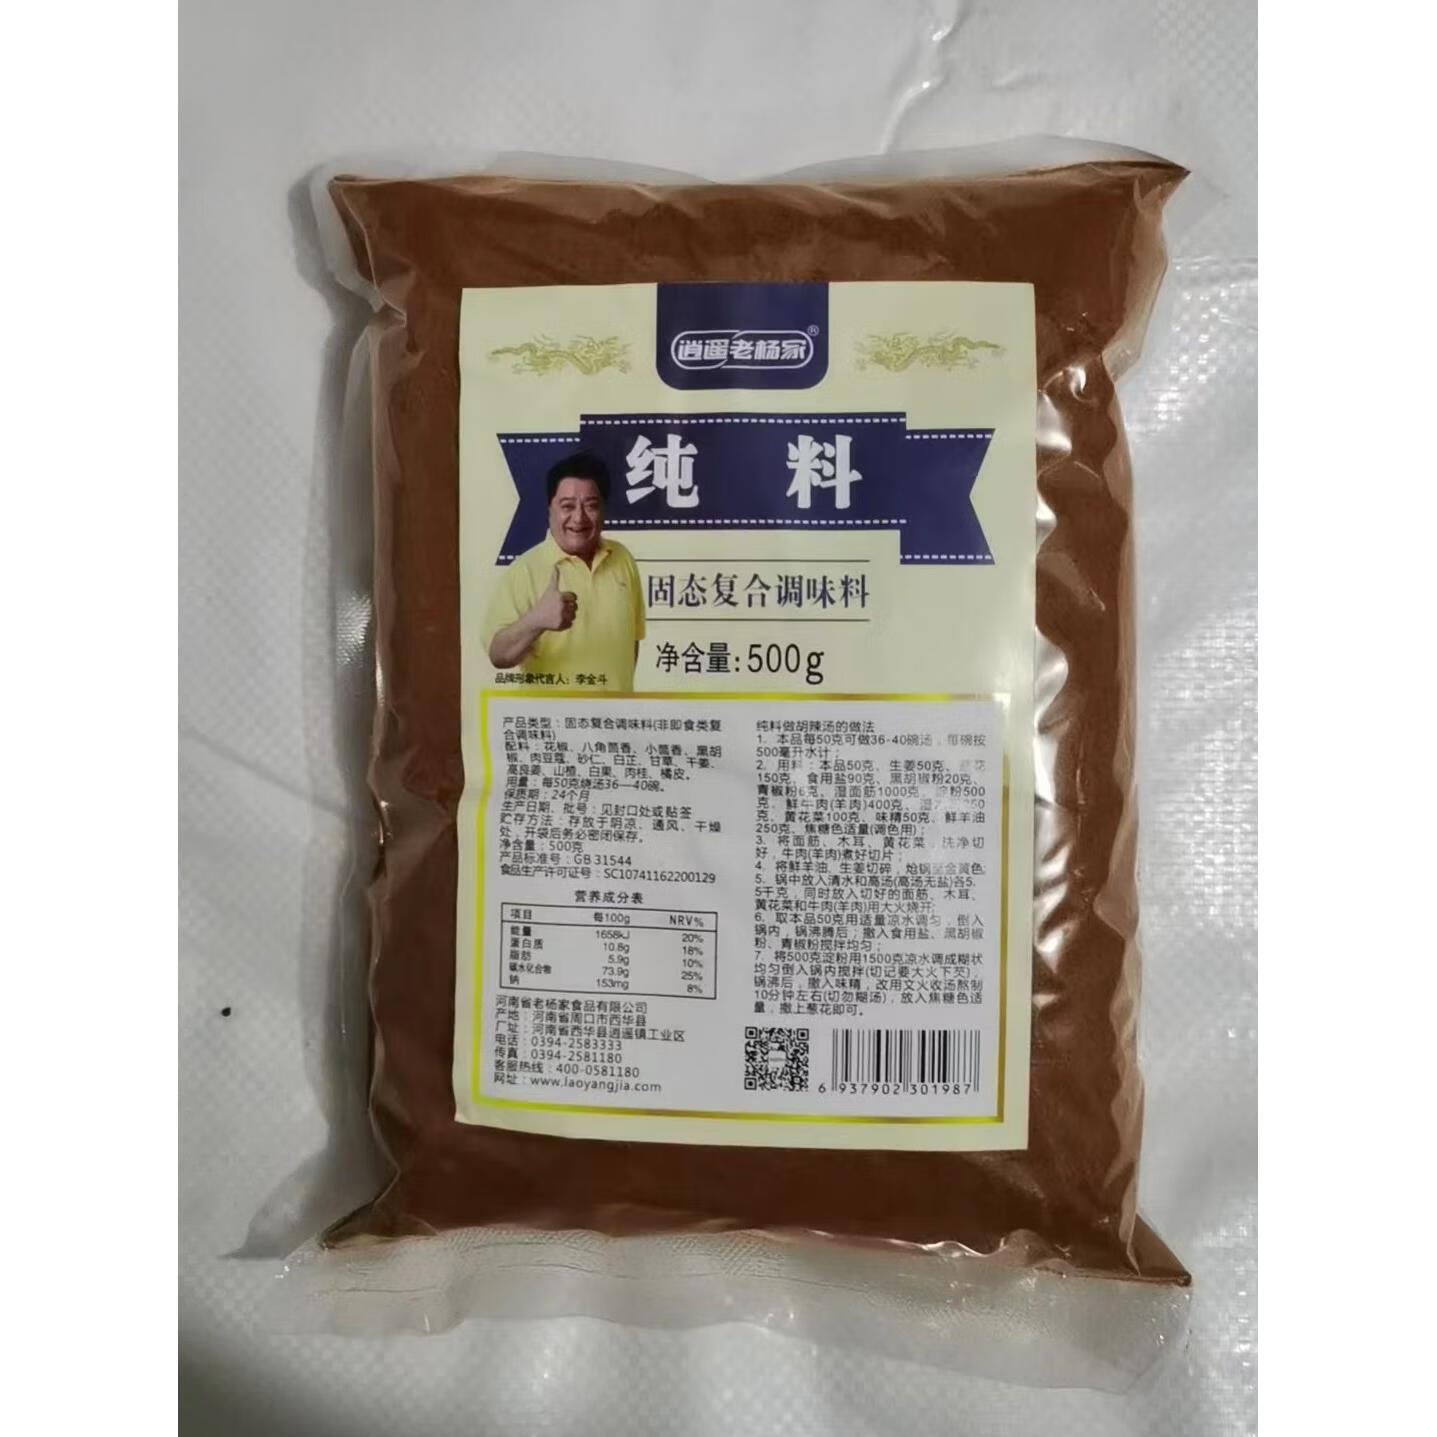 逍遥老杨家®
纯 料
固态复合调味料
净含量:500g
品牌形象代言人：李金斗
产品类型：固态复合调味料(非即食类复
合调味料)
配料：花椒、八角茴香、小茴香、黑胡
椒、肉豆蔻、砂仁、白芷、甘草、干姜、
高良姜、山楂、白果、肉桂、橘皮。
用量：每50克烧汤36—40碗。
保质期：24个月
生产日期、批号：见封口处或贴签
贮存方法：存放于阴凉、通风、干燥
处，开袋后务必密闭保存。
净含量：500克
产品标准号：GB 31544
食品生产许可证号：SC10741162200129
营养成分表
项目 每100g NRV%
能量 1658kJ 20%
蛋白质 10.8g 18%
脂肪 5.9g 10%
碳水化合物 73.9g 25%
钠 153mg 8%
河南省老杨家食品有限公司
产地：河南省周口市西华县
厂址：河南省西华县逍遥镇工业区
电话：0394-2583333
传真：0394-2581180
客服热线：400-0581180
网址：www.laoyangjia.com
纯料做胡辣汤的做法
1. 本品每50克可做36-40碗汤，每碗按
500毫升水计；
2. 用料：本品50克、生姜50克、花
150克、食用盐90克、黑胡椒粉20克、
青椒粉6克、湿面筋1000克、淀粉500
克、鲜牛肉(羊肉)400克、湿50
克、黄花菜100克、味精50克、鲜羊油
250克、焦糖色适量(调色用)；
3. 将面筋、木耳、黄花菜，洗净切
好，牛肉(羊肉)煮好切片；
4. 将鲜羊油、生姜切碎，炝锅至金黄色;
5. 锅中放入清水和高汤(高汤无盐)各5.
5千克，同时放入切好的面筋、木耳、
黄花菜和牛肉(羊肉)用大火烧开;
6. 取本品50克用适量凉水调匀，倒入
锅内，锅沸腾后；撒入食用盐、黑胡椒
粉、青椒粉搅拌均匀；
7. 将500克淀粉用1500克凉水调成糊状
均匀倒入锅内搅拌(切记要大火下芡)，
锅沸后，撒入味精，改用文火收汤熬制
10分钟左右(切勿糊汤)，放入焦糖色适
量，撒上葱花即可。
6 937902 301987